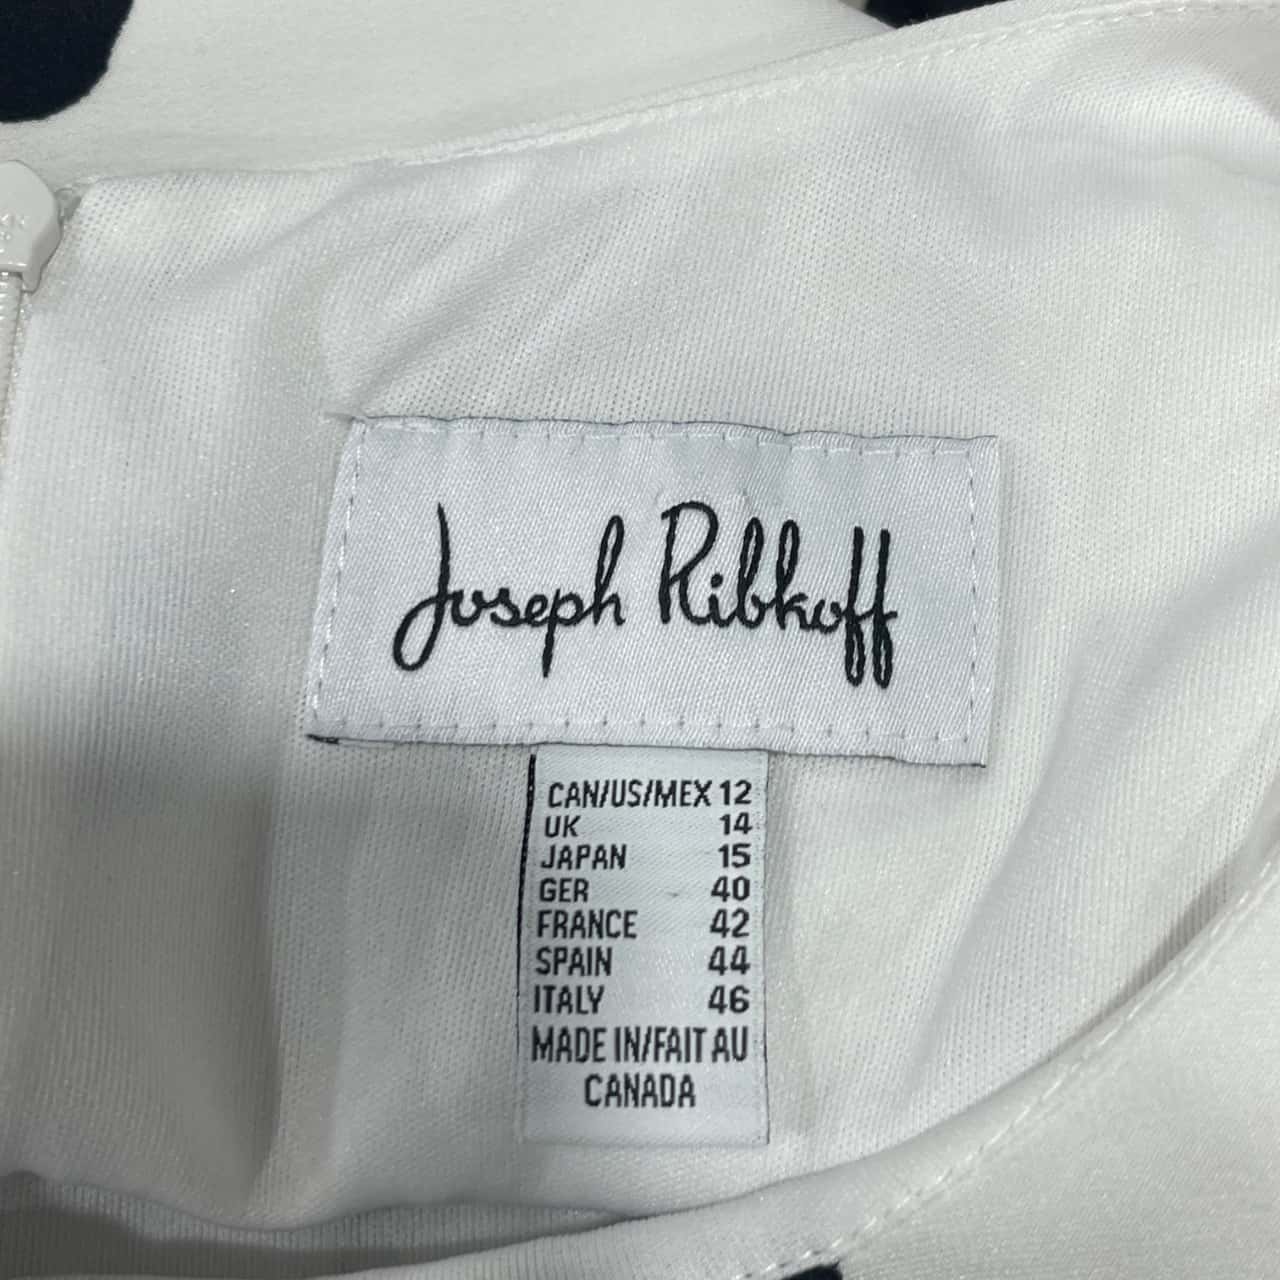 Joseph Ribkoff
CAN/US/MEX 12
UK 14
JAPAN 15
GER 40
FRANCE 42
SPAIN 44
ITALY 46
MADE IN/FAIT AU
CANADA